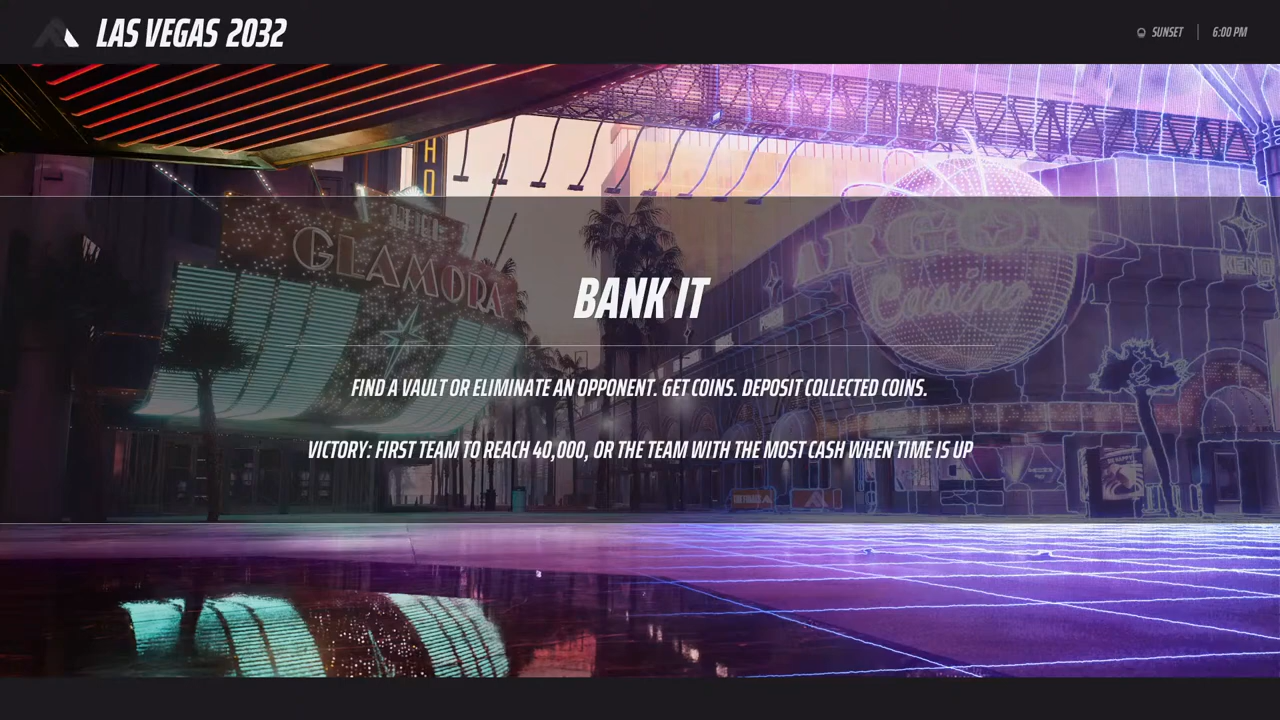 LAS VEGAS 2032
SUNSET
6:00 PM
HO
GLAMORA
ARGON
Casino
KENO
BANK IT
FIND A VAULT OR ELIMINATE AN OPPONENT. GET COINS. DEPOSIT COLLECTED COINS.
VICTORY: FIRST TEAM TO REACH 40,000, OR THE TEAM WITH THE MOST CASH WHEN TIME IS UP